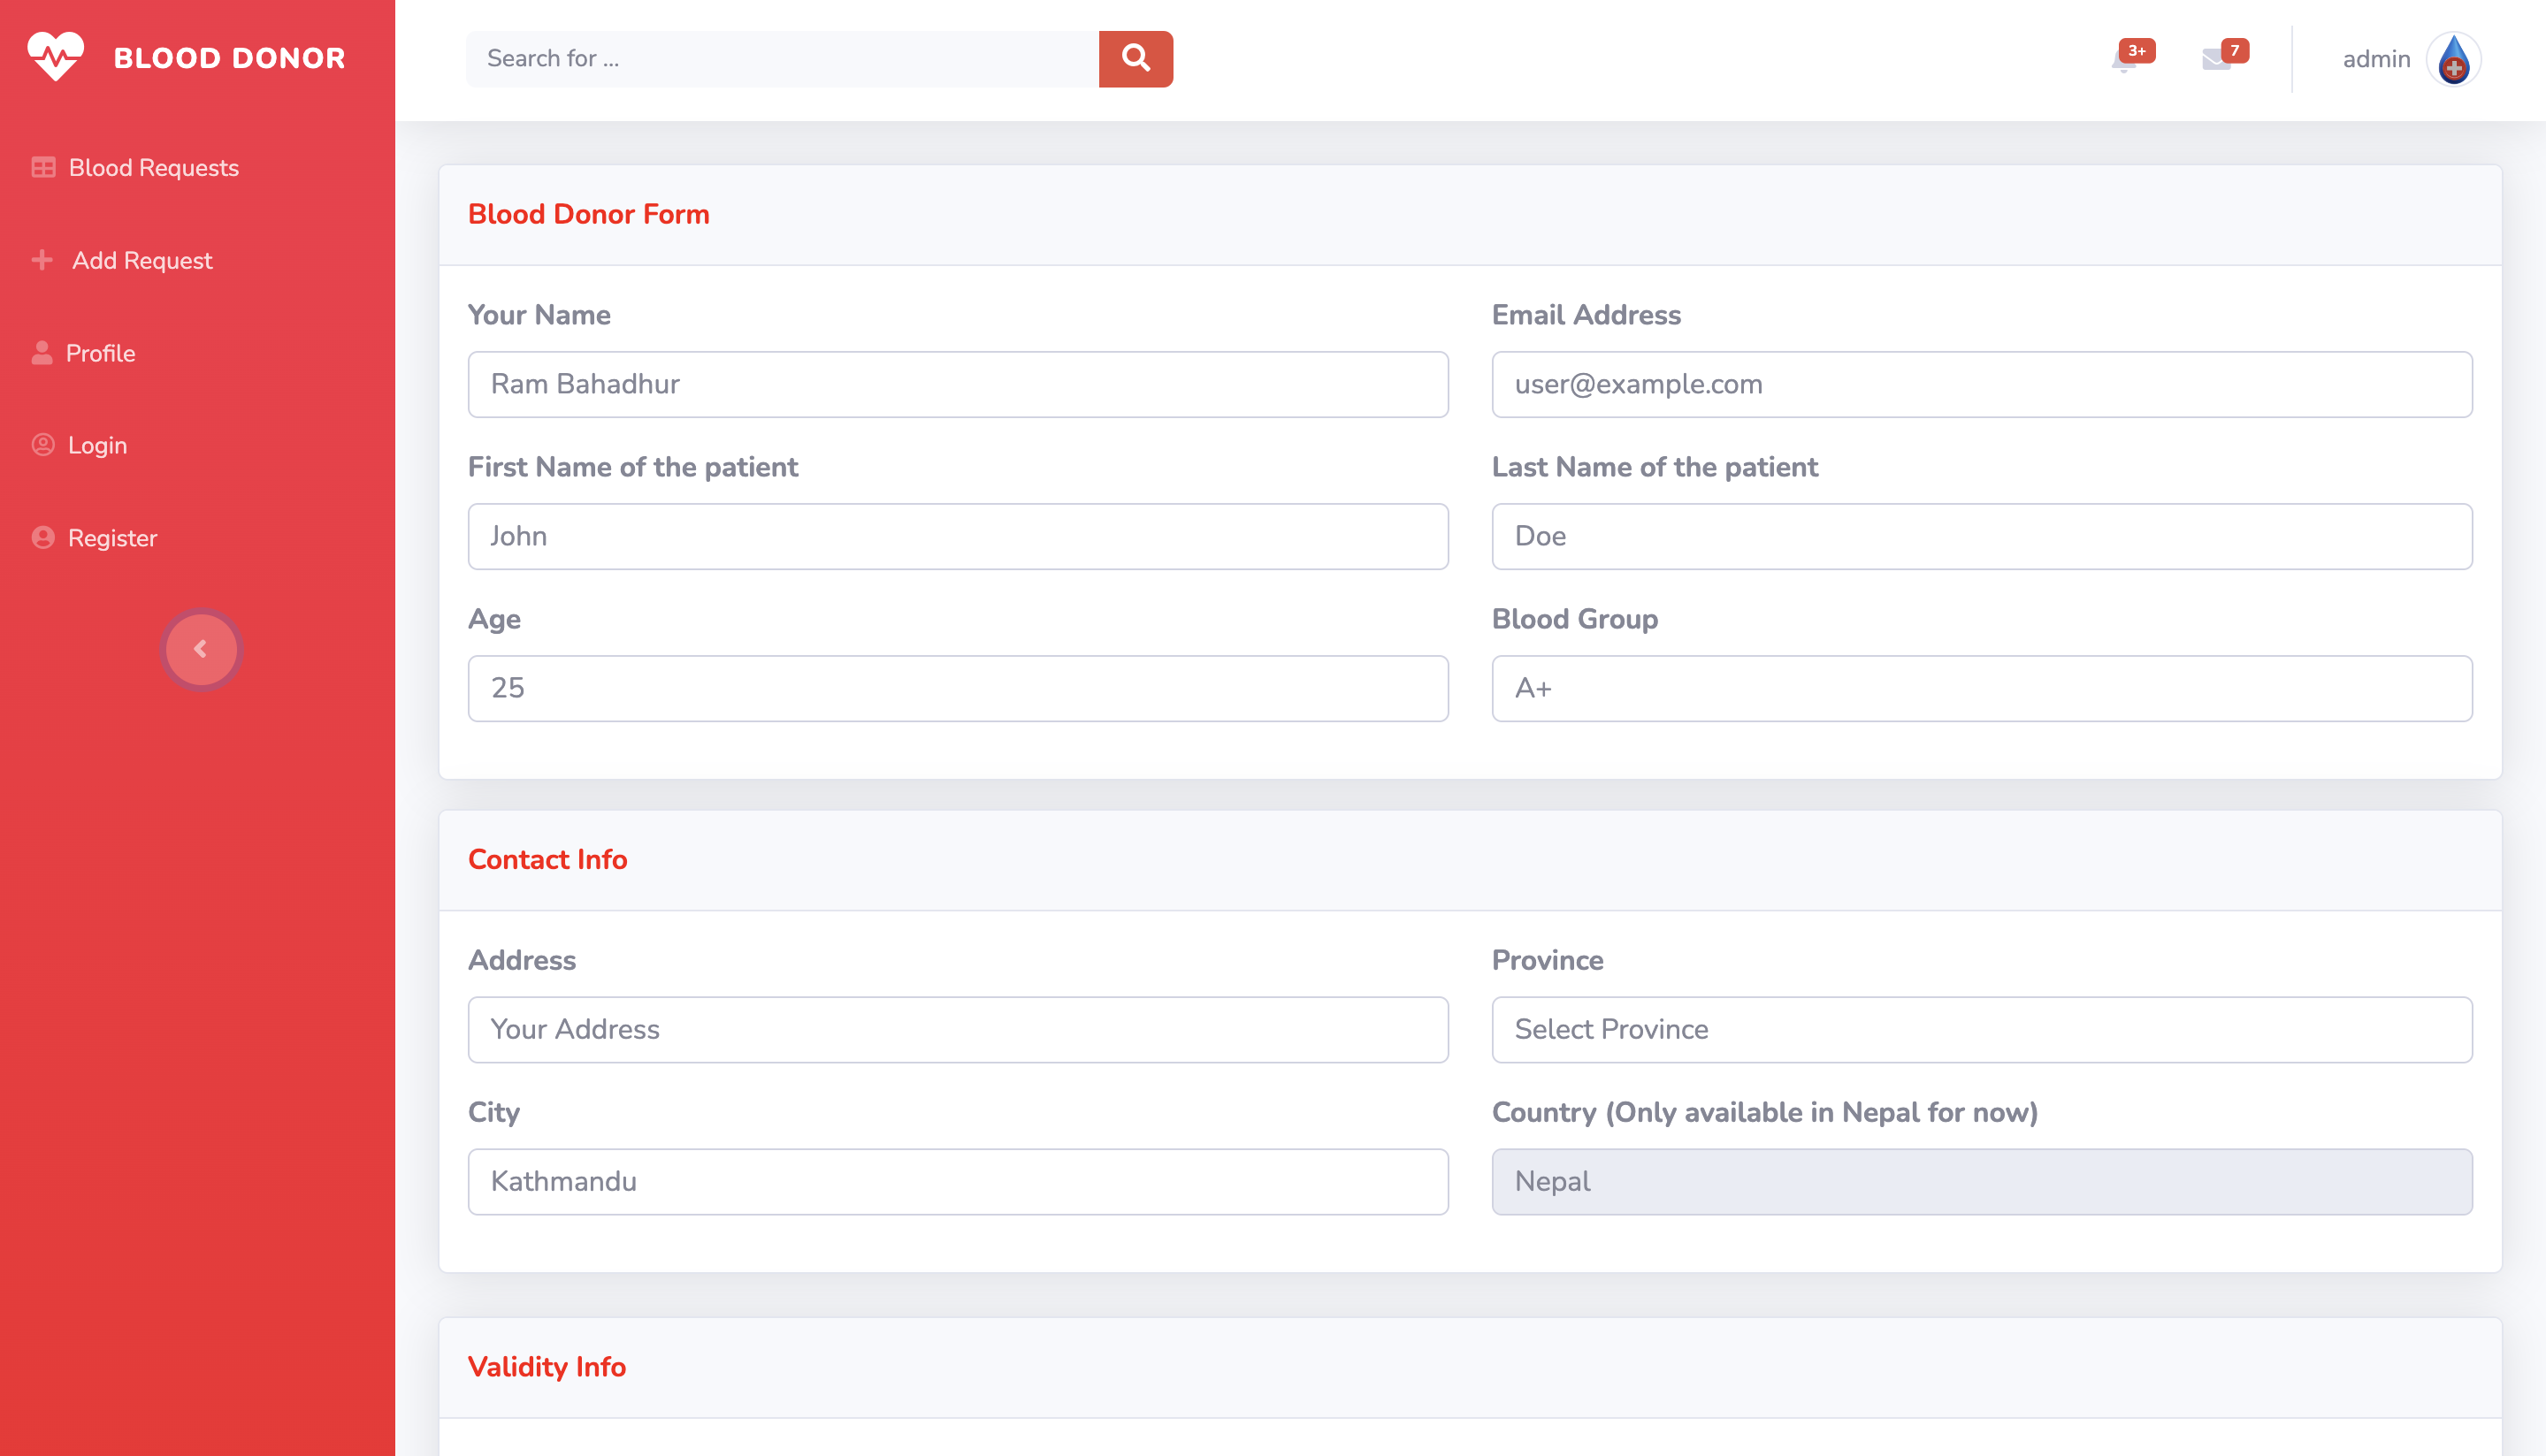 BLOOD DONOR
Search for ...
3+
7
admin
Blood Requests
Add Request
Profile
Login
Register
Blood Donor Form
Your Name
Email Address
Ram Bahadhur
user@example.com
First Name of the patient
Last Name of the patient
John
Doe
Age
Blood Group
25
A+
Contact Info
Address
Province
Your Address
Select Province
City
Country (Only available in Nepal for now)
Kathmandu
Nepal
Validity Info